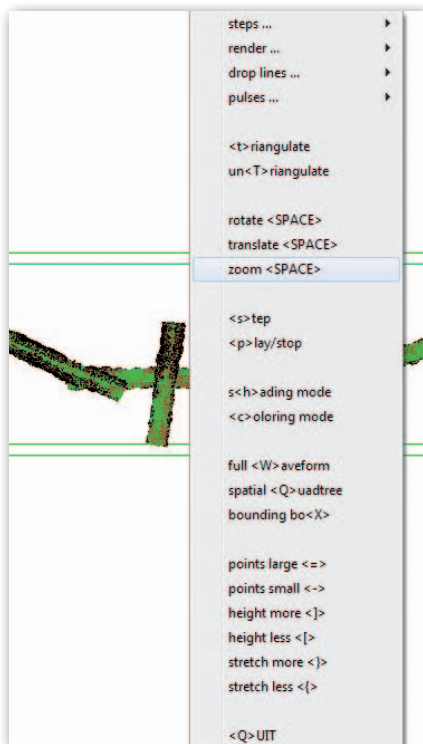 steps ...
render ...
drop lines ...
pulses ...
<t>riangulate
un<T>riangulate
rotate <SPACE>
translate <SPACE>
zoom <SPACE>
<s>tep
<p>lay/stop
s<h>ading mode
<c>oloring mode
full <W>aveform
spatial <Q>uadtree
bounding bo<X>
points large <=>
points small <->
height more <]>
height less <[>
stretch more <}>
stretch less <{>
<Q>UIT